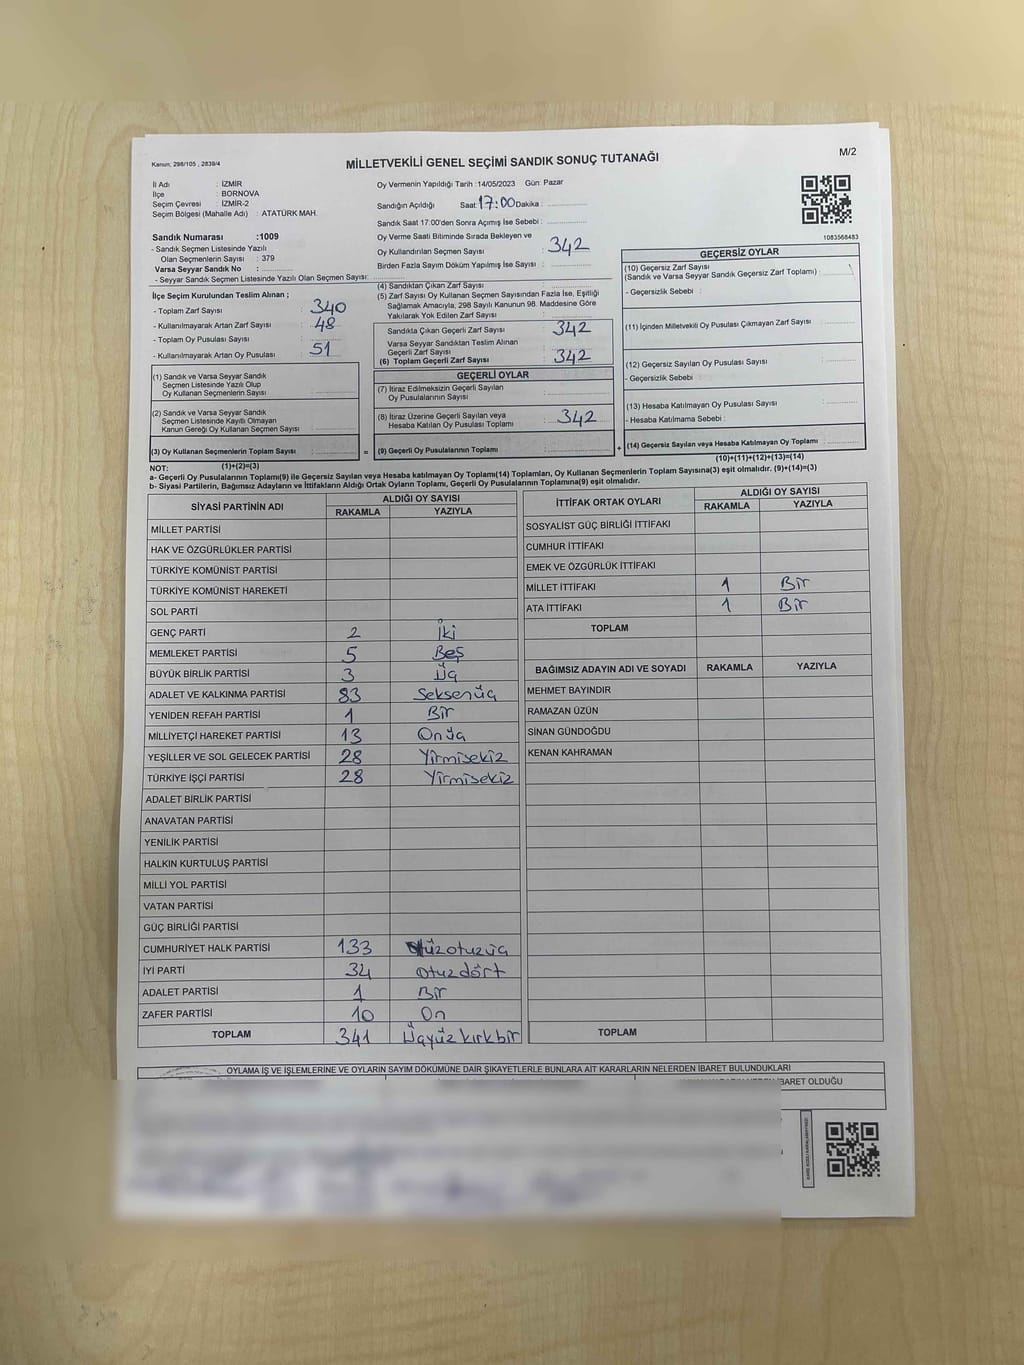 Kanun; 298/105 , 2839/4
MİLLETVEKİLİ GENEL SEÇİMİ SANDIK SONUÇ TUTANAĞI
M/2
İl Adı : İZMİR
İlçe : BORNOVA
Seçim Çevresi : İZMİR-2
Seçim Bölgesi (Mahalle Adı) : ATATÜRK MAH.
Sandık Numarası :1009
- Sandık Seçmen Listesinde Yazılı
Olan Seçmenlerin Sayısı : 379
Varsa Seyyar Sandık No :
- Seyyar Sandık Seçmen Listesinde Yazılı Olan Seçmen Sayısı:
Oy Vermenin Yapıldığı Tarih :14/05/2023 Gün: Pazar
Sandığın Açıldığı Saat: 17:00 Dakika :
Sandık Saat 17:00'den Sonra Açımış İse Sebebi :
Oy Verme Saati Bitiminde Sırada Bekleyen ve
Oy Kullandırılan Seçmen Sayısı : 342
Birden Fazla Sayım Döküm Yapılmış İse Sayısı :
1083568483
İlçe Seçim Kurulundan Teslim Alınan ;
- Toplam Zarf Sayısı : 340
- Kullanılmayarak Artan Zarf Sayısı : 48
- Toplam Oy Pusulası Sayısı :
- Kullanılmayarak Artan Oy Pusulası : 51
(1) Sandık ve Varsa Seyyar Sandık
Seçmen Listesinde Yazılı Olup
Oy Kullanan Seçmenlerin Sayısı :
(2) Sandık ve Varsa Seyyar Sandık
Seçmen Listesinde Kayıtlı Olmayan
Kanun Gereği Oy Kullanan Seçmen Sayısı :
(3) Oy Kullanan Seçmenlerin Toplam Sayısı :
(1)+(2)=(3)
(4) Sandıktan Çıkan Zarf Sayısı :
(5) Zarf Sayısı Oy Kullanan Seçmen Sayısından Fazla İse, Eşitliği
Sağlamak Amacıyla, 298 Sayılı Kanunun 98. Maddesine Göre
Yakılarak Yok Edilen Zarf Sayısı :
Sandıkta Çıkan Geçerli Zarf Sayısı : 342
Varsa Seyyar Sandıktan Teslim Alınan
Geçerli Zarf Sayısı :
(6) Toplam Geçerli Zarf Sayısı : 342
GEÇERLİ OYLAR
(7) İtiraz Edilmeksizin Geçerli Sayılan
Oy Pusulalarının Sayısı :
(8) İtiraz Üzerine Geçerli Sayılan veya
Hesaba Katılan Oy Pusulası Toplamı : 342
= (9) Geçerli Oy Pusulalarının Toplamı :
GEÇERSİZ OYLAR
(10) Geçersiz Zarf Sayısı
(Sandık ve Varsa Seyyar Sandık Geçersiz Zarf Toplamı) :
- Geçersizlik Sebebi :
(11) İçinden Milletvekili Oy Pusulası Çıkmayan Zarf Sayısı :
(12) Geçersiz Sayılan Oy Pusulası Sayısı :
- Geçersizlik Sebebi :
(13) Hesaba Katılmayan Oy Pusulası Sayısı :
- Hesaba Katılmama Sebebi :
+ (14) Geçersiz Sayılan veya Hesaba Katılmayan Oy Toplamı :
(10)+(11)+(12)+(13)=(14)
NOT:
a- Geçerli Oy Pusulalarının Toplamı(9) ile Geçersiz Sayılan veya Hesaba katılmayan Oy Toplamı(14) Toplamları, Oy Kullanan Seçmenlerin Toplam Sayısına(3) eşit olmalıdır. (9)+(14)=(3)
b- Siyasi Partilerin, Bağımsız Adayların ve İttifakların Aldığı Ortak Oyların Toplamı, Geçerli Oy Pusulalarının Toplamına(9) eşit olmalıdır.
SİYASİ PARTİNİN ADI ALDIĞI OY SAYISI
RAKAMLA YAZIYLA
MİLLET PARTİSİ
HAK VE ÖZGÜRLÜKLER PARTİSİ
TÜRKİYE KOMÜNİST PARTİSİ
TÜRKİYE KOMÜNİST HAREKETİ
SOL PARTİ
GENÇ PARTİ 2 İki
MEMLEKET PARTİSİ 5 Beş
BÜYÜK BİRLİK PARTİSİ 3 Üç
ADALET VE KALKINMA PARTİSİ 83 Seksenüç
YENİDEN REFAH PARTİSİ 1 Bir
MİLLİYETÇİ HAREKET PARTİSİ 13 Onüç
YEŞİLLER VE SOL GELECEK PARTİSİ 28 Yirmisekiz
TÜRKİYE İŞÇİ PARTİSİ 28 Yirmisekiz
ADALET BİRLİK PARTİSİ
ANAVATAN PARTİSİ
YENİLİK PARTİSİ
HALKIN KURTULUŞ PARTİSİ
MİLLİ YOL PARTİSİ
VATAN PARTİSİ
GÜÇ BİRLİĞİ PARTİSİ
CUMHURİYET HALK PARTİSİ 133 Yüzotuzüç
İYİ PARTİ 34 Otuzdört
ADALET PARTİSİ 1 Bir
ZAFER PARTİSİ 10 On
TOPLAM 341 Üçyüzkırkbir
İTTİFAK ORTAK OYLARI ALDIĞI OY SAYISI
RAKAMLA YAZIYLA
SOSYALİST GÜÇ BİRLİĞİ İTTİFAKI
CUMHUR İTTİFAKI
EMEK VE ÖZGÜRLÜK İTTİFAKI
MİLLET İTTİFAKI 1 Bir
ATA İTTİFAKI 1 Bir
TOPLAM
BAĞIMSIZ ADAYIN ADI VE SOYADI RAKAMLA YAZIYLA
MEHMET BAYINDIR
RAMAZAN ÜZÜN
SİNAN GÜNDOĞDU
KENAN KAHRAMAN
TOPLAM
OYLAMA İŞ VE İŞLEMLERİNE VE OYLARIN SAYIM DÖKÜMÜNE DAİR ŞİKAYETLERLE BUNLARA AİT KARARLARIN NELERDEN İBARET BULUNDUKLARI
İBARET OLDUĞU